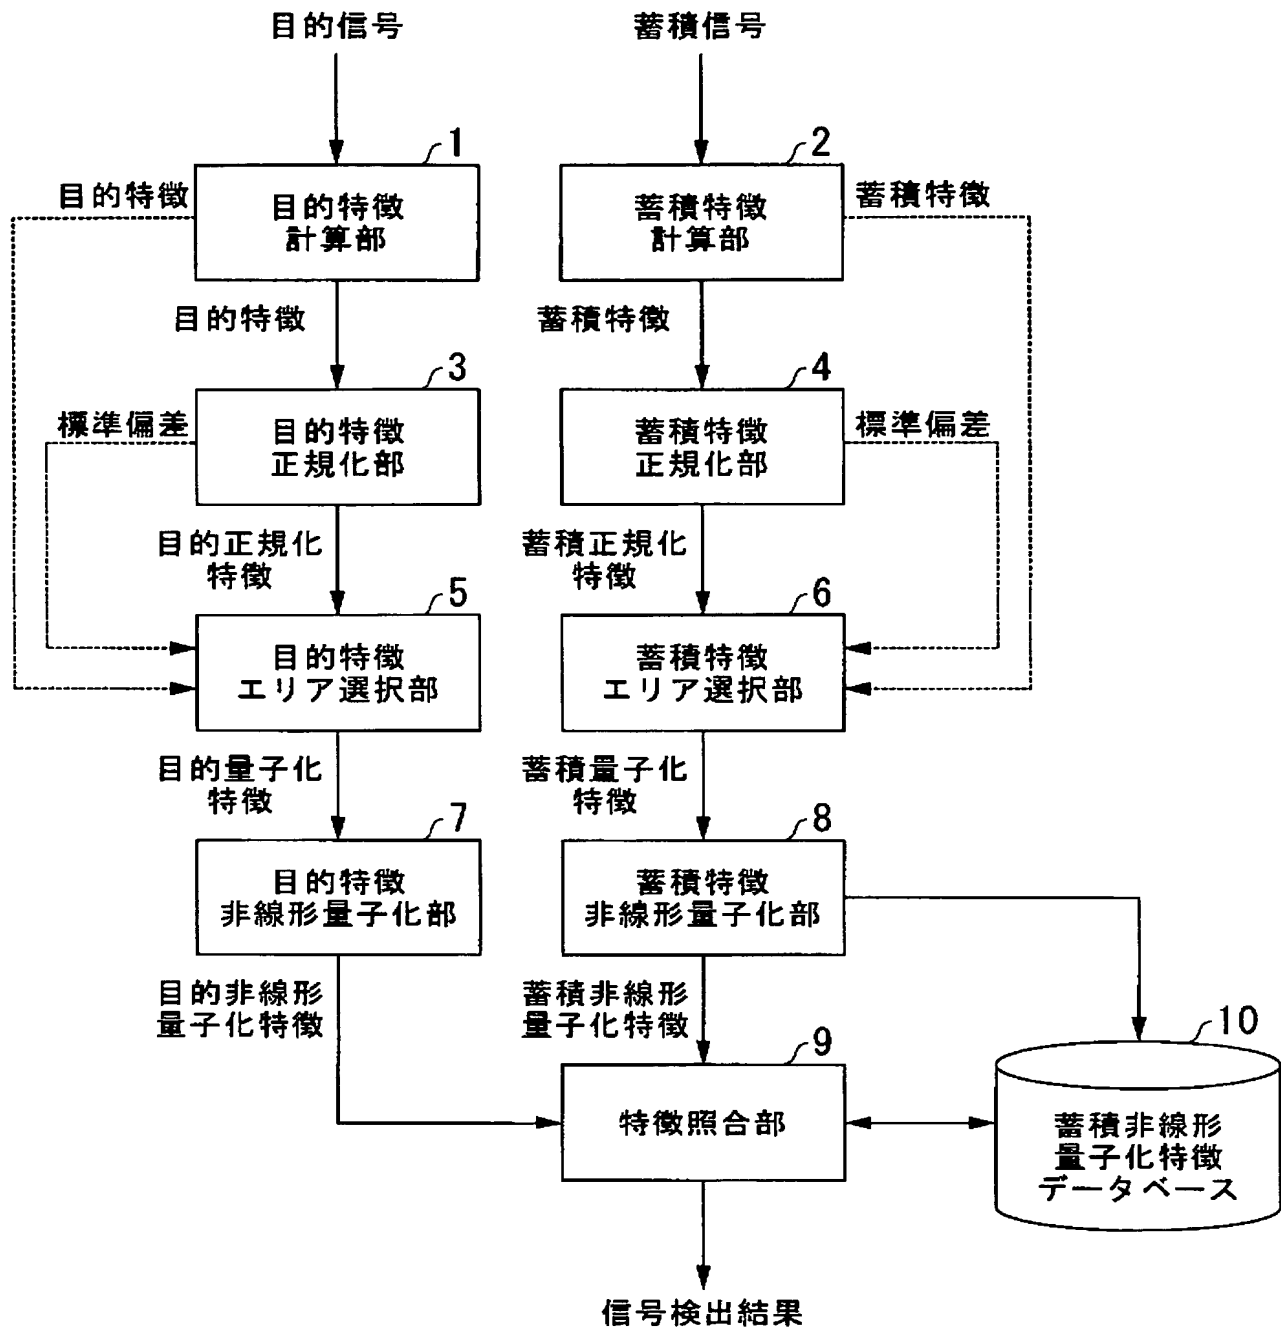 目的信号
蓄積信号
1
2
目的特徴
目的特徴
計算部
蓄積特徴
計算部
蓄積特徴
目的特徴
蓄積特徴
3
4
標準偏差
目的特徴
正規化部
蓄積特徴
正規化部
標準偏差
目的正規化
特徴
蓄積正規化
特徴
5
6
目的特徴
エリア選択部
蓄積特徴
エリア選択部
目的量子化
特徴
蓄積量子化
特徴
7
8
目的特徴
非線形量子化部
蓄積特徴
非線形量子化部
目的非線形
量子化特徴
蓄積非線形
量子化特徴
9
10
特徴照合部
蓄積非線形
量子化特徴
データベース
信号検出結果